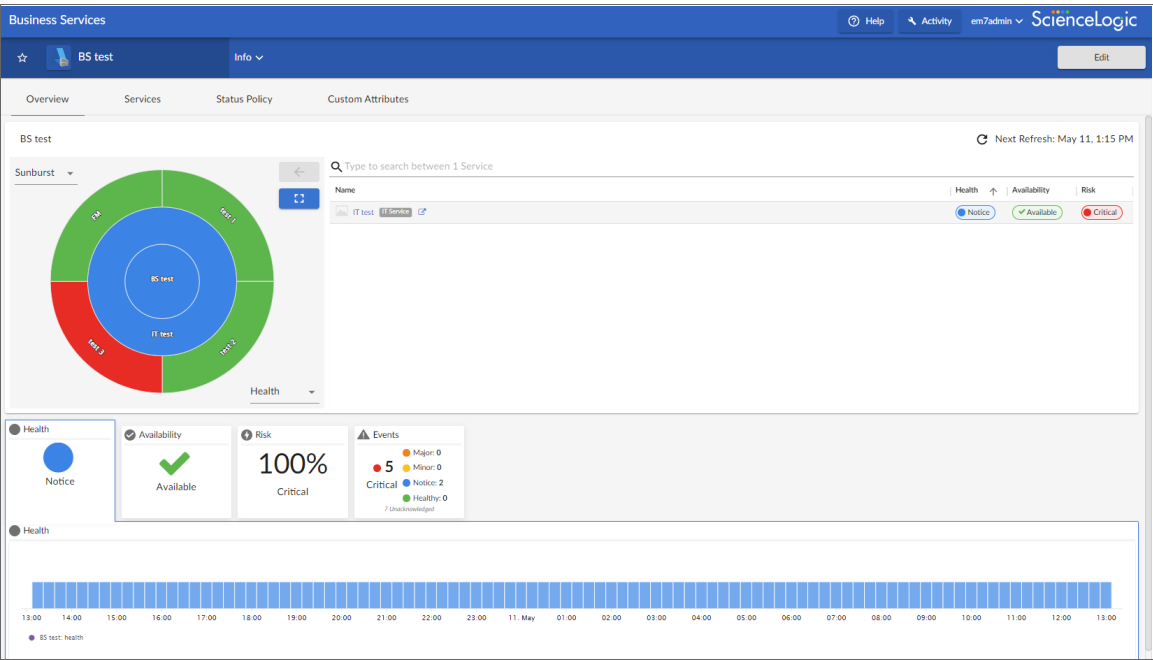 Business Services
Help
Activity
em7admin
ScienceLogic
BS test
Info
Edit
Overview
Services
Status Policy
Custom Attributes
BS test
Next Refresh: May 11, 1:15 PM
Sunburst
Type to search between 1 Service
Name
Health
Availability
Risk
IT test
IT Service
Notice
Available
Critical
FM
test 1
BS test
IT test
test 3
test 2
Health
Health
Notice
Availability
Available
Risk
100%
Critical
Events
5
Critical
Major: 0
Minor: 0
Notice: 2
Healthy: 0
7 Unacknowledged
Health
13:00 14:00 15:00 16:00 17:00 18:00 19:00 20:00 21:00 22:00 23:00 11. May 01:00 02:00 03:00 04:00 05:00 06:00 07:00 08:00 09:00 10:00 11:00 12:00 13:00
BS test: health